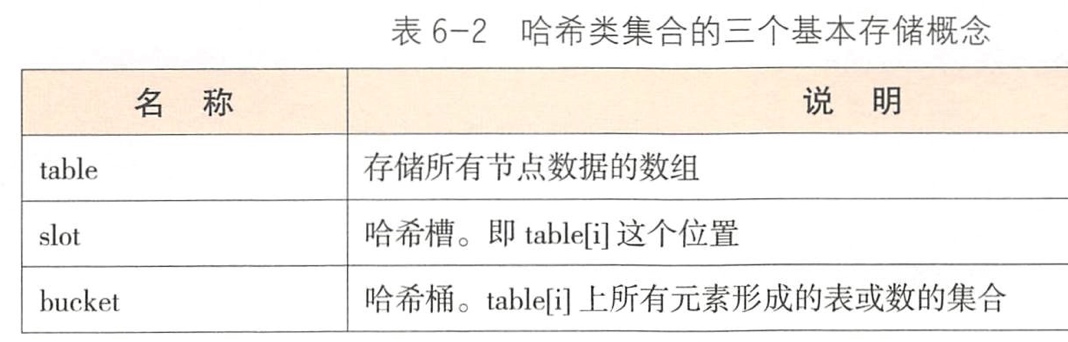 表 6-2 哈希类集合的三个基本存储概念
名 称 说 明
table 存储所有节点数据的数组
slot 哈希槽。即 table[i] 这个位置
bucket 哈希桶。table[i] 上所有元素形成的表或数的集合